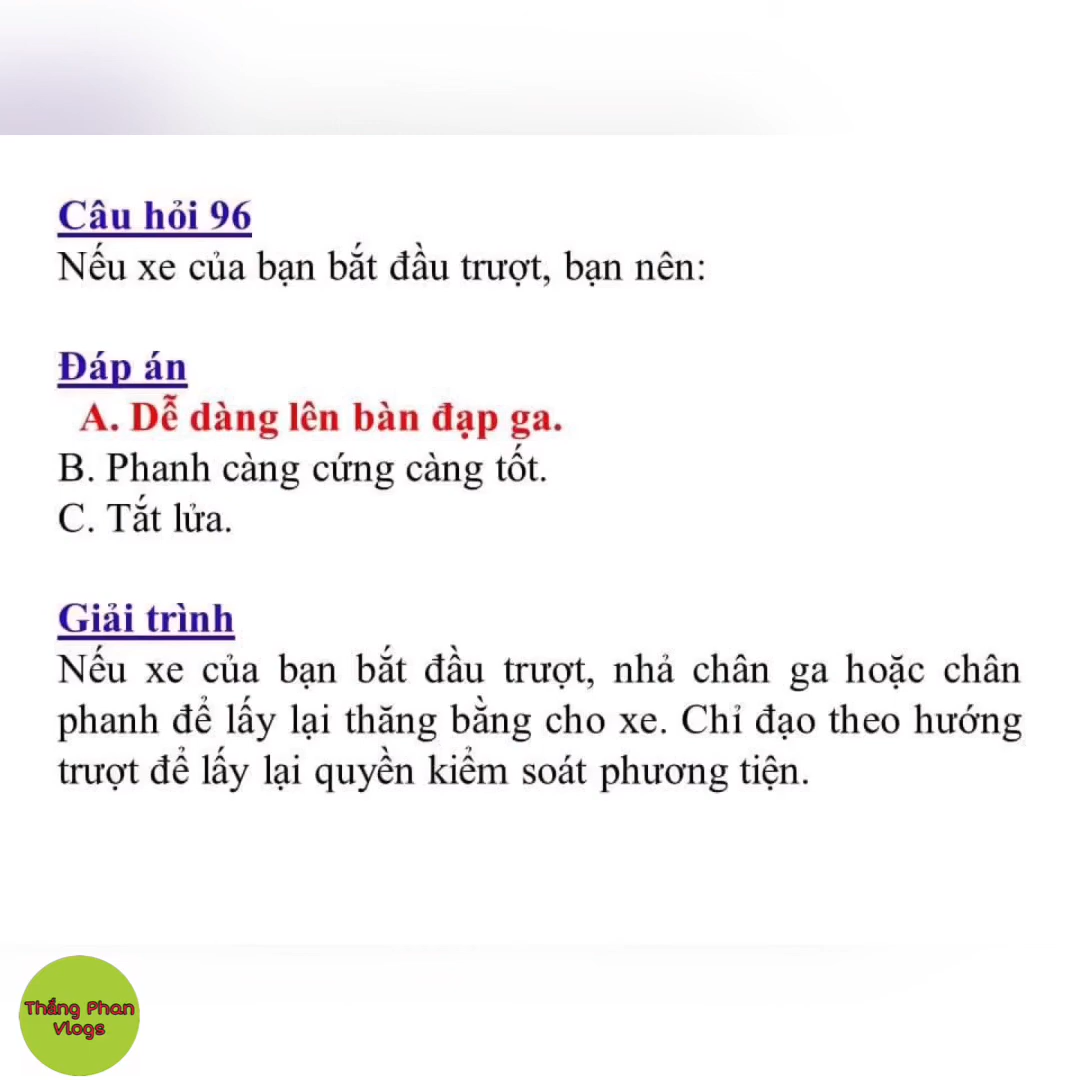 Câu hỏi 96
Nếu xe của bạn bắt đầu trượt, bạn nên:
Đáp án
A. Dễ dàng lên bàn đạp ga.
B. Phanh càng cứng càng tốt.
C. Tắt lửa.
Giải trình
Nếu xe của bạn bắt đầu trượt, nhả chân ga hoặc chân
phanh để lấy lại thăng bằng cho xe. Chỉ đạo theo hướng
trượt để lấy lại quyền kiểm soát phương tiện.
Thắng Phan
Vlogs